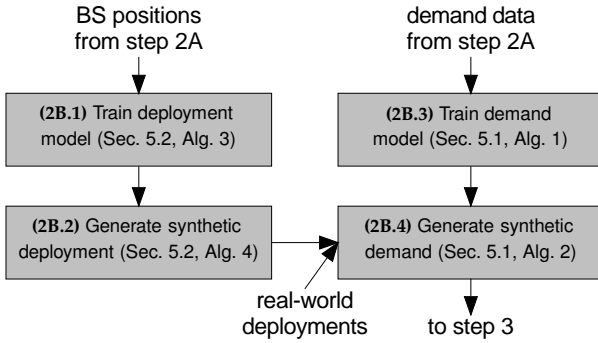 BS positions
from step 2A
demand data
from step 2A
(2B.1) Train deployment
model (Sec. 5.2, Alg. 3)
(2B.3) Train demand
model (Sec. 5.1, Alg. 1)
(2B.2) Generate synthetic
deployment (Sec. 5.2, Alg. 4)
(2B.4) Generate synthetic
demand (Sec. 5.1, Alg. 2)
real-world
deployments
to step 3